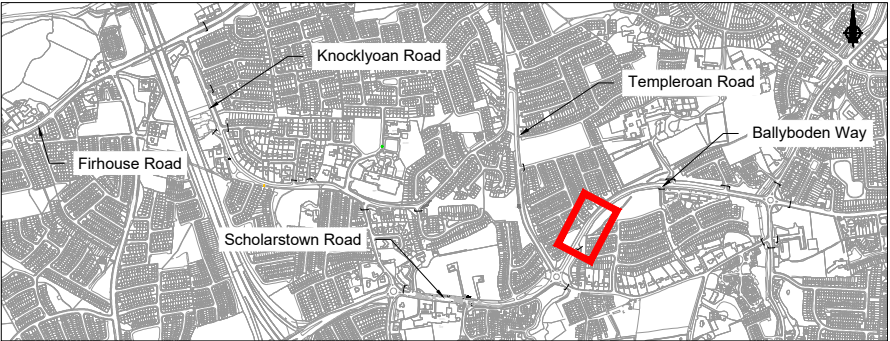 Knocklyoan Road
Templeroan Road
Ballyboden Way
Firhouse Road
Scholarstown Road